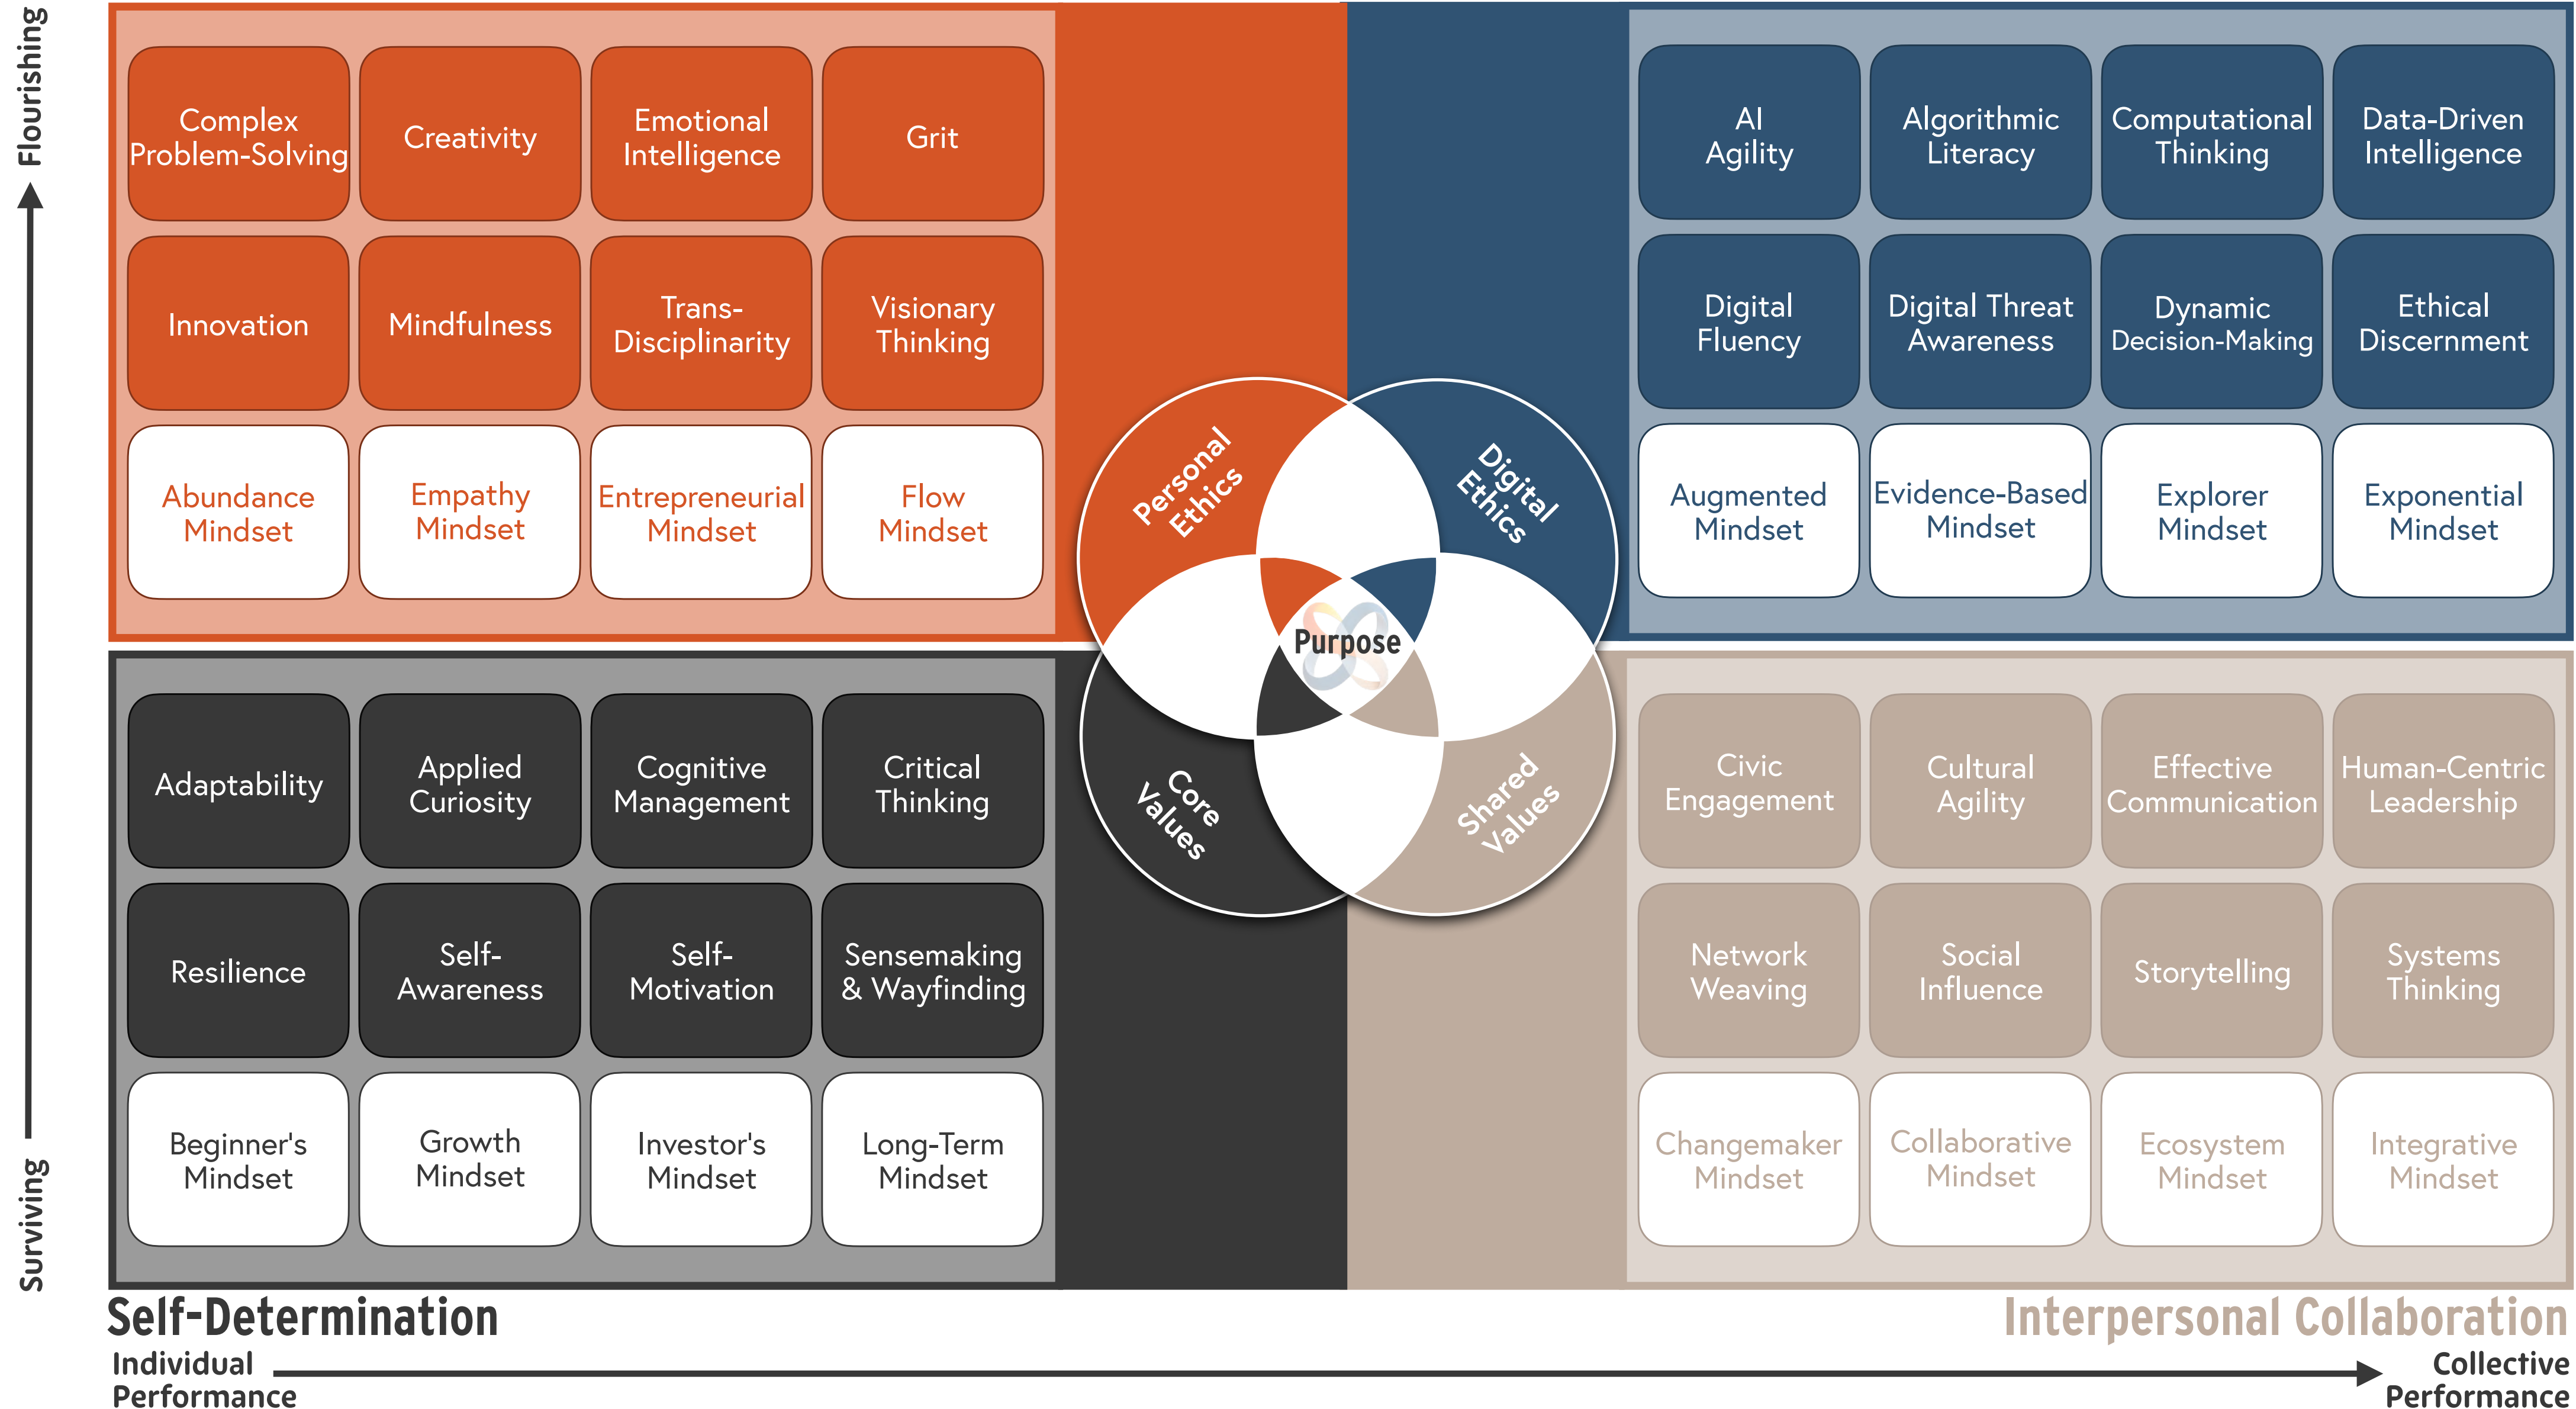 Flourishing
Surviving
Complex
Problem-Solving
Creativity
Emotional
Intelligence
Grit
Innovation
Mindfulness
Trans-
Disciplinarity
Visionary
Thinking
Abundance
Mindset
Empathy
Mindset
Entrepreneurial
Mindset
Flow
Mindset
AI
Agility
Algorithmic
Literacy
Computational
Thinking
Data-Driven
Intelligence
Digital
Fluency
Digital Threat
Awareness
Dynamic
Decision-Making
Ethical
Discernment
Augmented
Mindset
Evidence-Based
Mindset
Explorer
Mindset
Exponential
Mindset
Personal
Ethics
Digital
Ethics
Purpose
Core
Values
Shared
Values
Adaptability
Applied
Curiosity
Cognitive
Management
Critical
Thinking
Resilience
Self-
Awareness
Self-
Motivation
Sensemaking
& Wayfinding
Beginner's
Mindset
Growth
Mindset
Investor's
Mindset
Long-Term
Mindset
Civic
Engagement
Cultural
Agility
Effective
Communication
Human-Centric
Leadership
Network
Weaving
Social
Influence
Storytelling
Systems
Thinking
Changemaker
Mindset
Collaborative
Mindset
Ecosystem
Mindset
Integrative
Mindset
Self-Determination
Interpersonal Collaboration
Individual
Performance
Collective
Performance